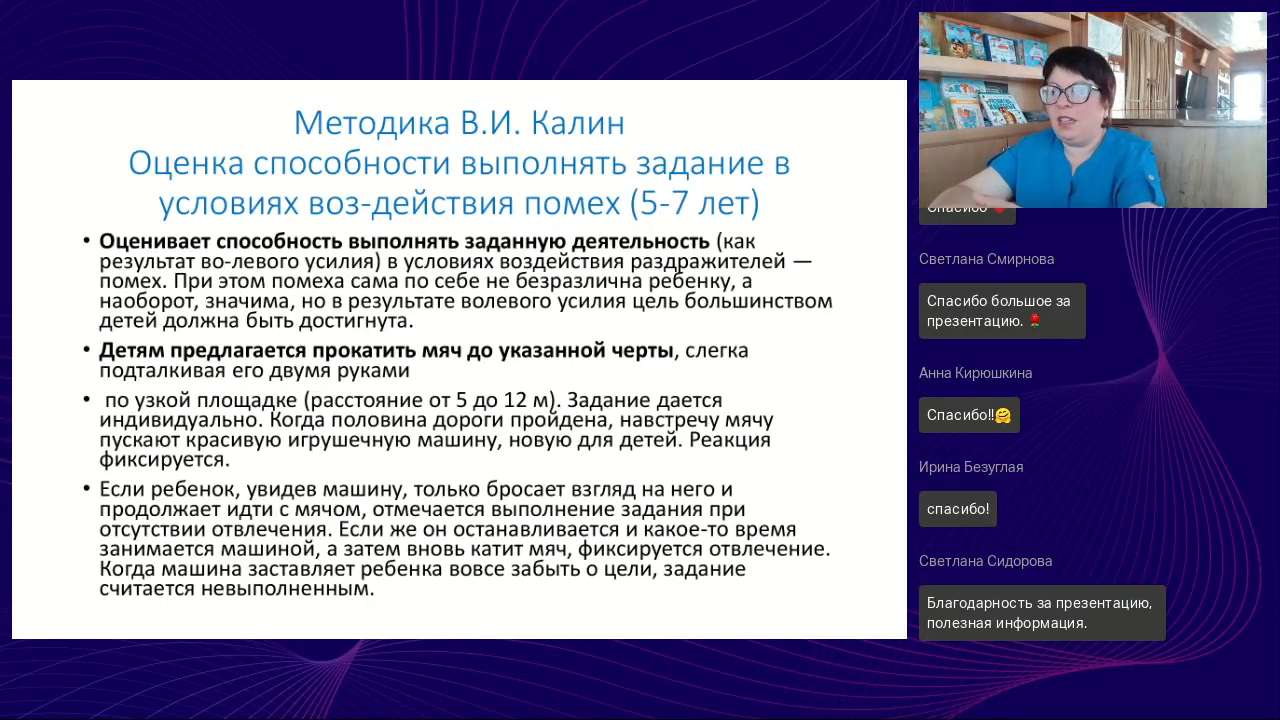 Методика В.И. Калин
Оценка способности выполнять задание в
условиях воз-действия помех (5-7 лет)
• Оценивает способность выполнять заданную деятельность (как
результат во-левого усилия) в условиях воздействия раздражителей —
помех. При этом помеха сама по себе не безразлична ребенку, а
наоборот, значима, но в результате волевого усилия цель большинством
детей должна быть достигнута.
• Детям предлагается прокатить мяч до указанной черты, слегка
подталкивая его двумя руками
• по узкой площадке (расстояние от 5 до 12 м). Задание дается
индивидуально. Когда половина дороги пройдена, навстречу мячу
пускают красивую игрушечную машину, новую для детей. Реакция
фиксируется.
• Если ребенок, увидев машину, только бросает взгляд на него и
продолжает идти с мячом, отмечается выполнение задания при
отсутствии отвлечения. Если же он останавливается и какое-то время
занимается машиной, а затем вновь катит мяч, фиксируется отвлечение.
Когда машина заставляет ребенка вовсе забыть о цели, задание
считается невыполненным.
Спасибо ❤️
Светлана Смирнова
Спасибо большое за
презентацию. 🌹
Анна Кирюшкина
Спасибо!!🤗
Ирина Безуглая
спасибо!
Светлана Сидорова
Благодарность за презентацию,
полезная информация.